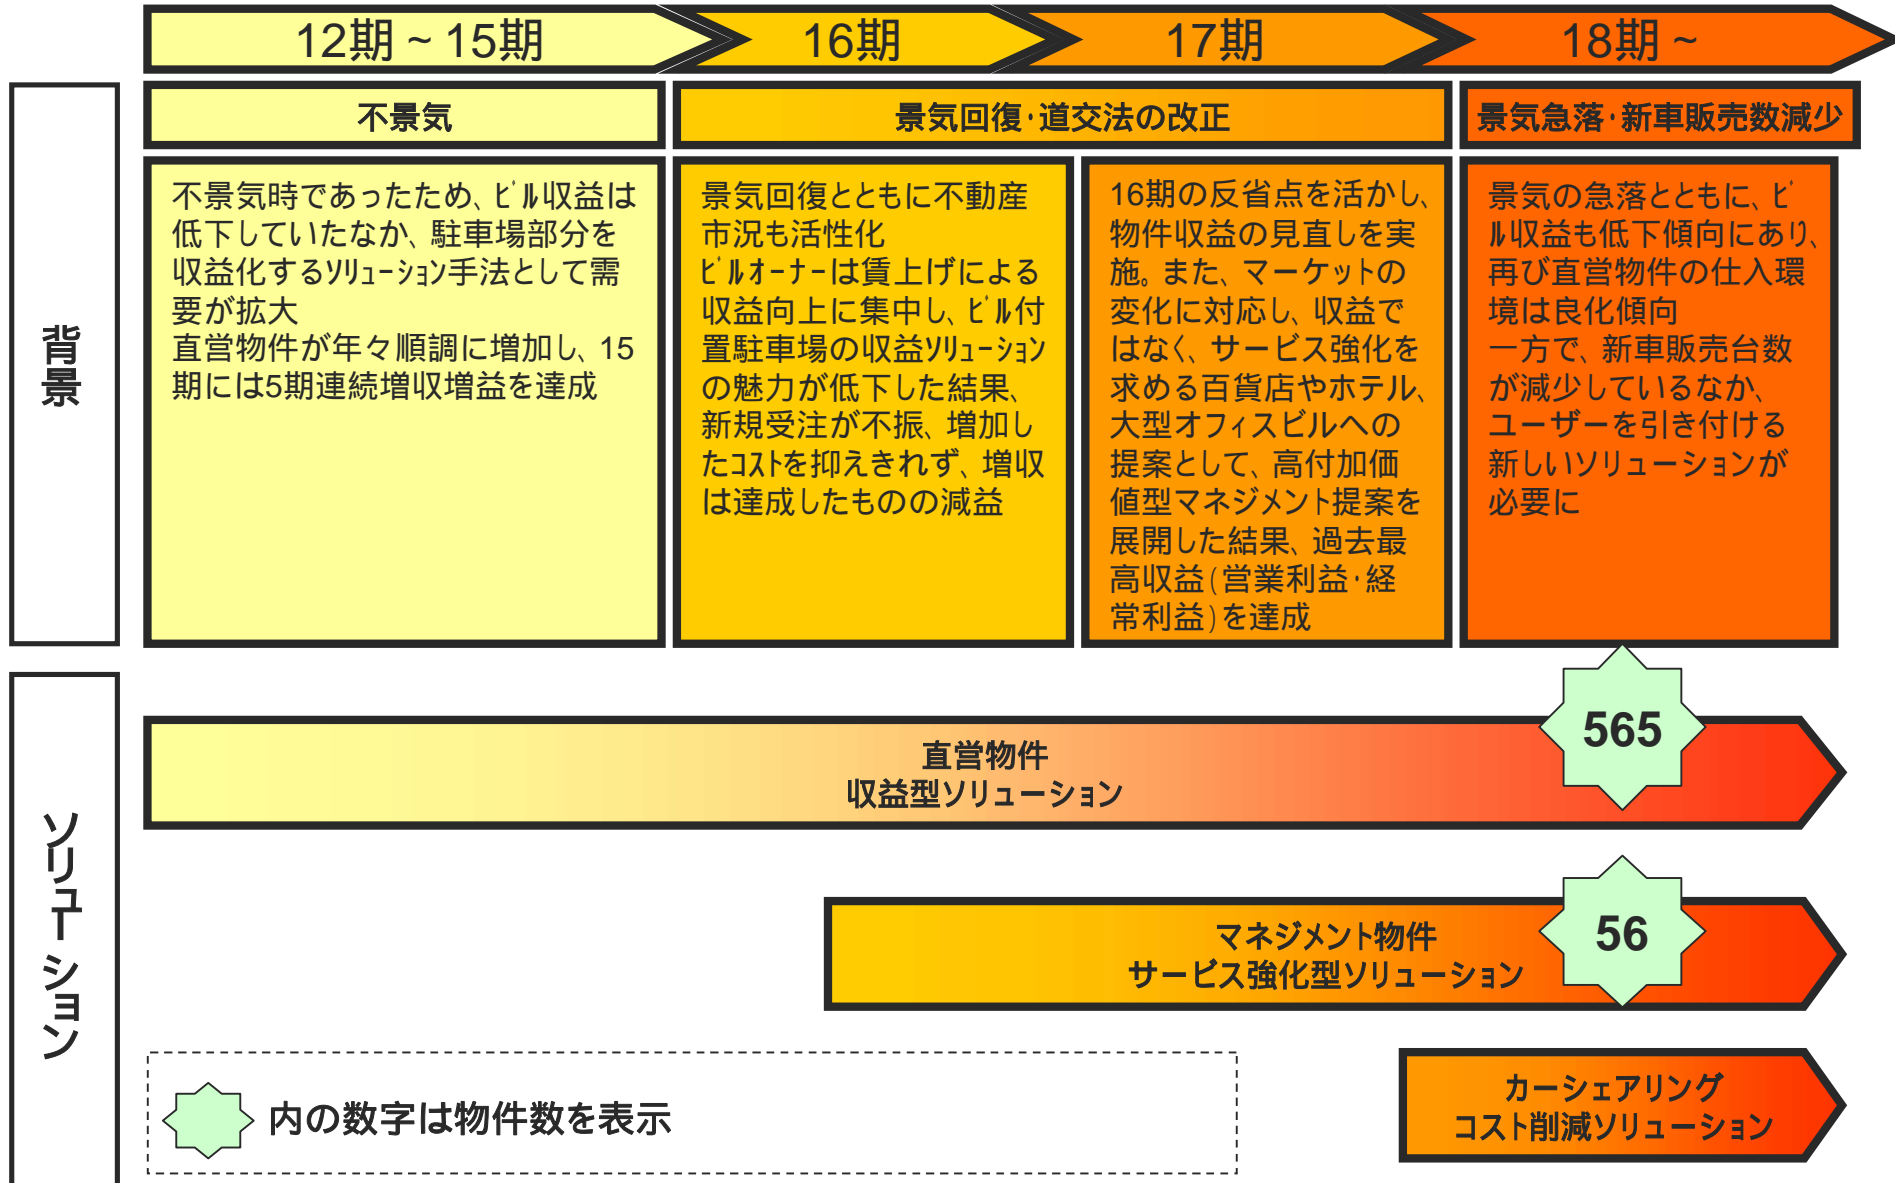 12期 ~ 15期
16期
17期
18期 ~
背景
不景気
景気回復・道交法の改正
景気急落・新車販売数減少
不景気時であったため、ﾋﾞﾙ収益は
低下していたなか、駐車場部分を
収益化するｿﾘｭｰｼｮﾝ手法として需
要が拡大
直営物件が年々順調に増加し、15
期には5期連続増収増益を達成
景気回復とともに不動産
市況も活性化
ﾋﾞﾙｵｰﾅｰは賃上げによる
収益向上に集中し、ﾋﾞﾙ付
置駐車場の収益ｿﾘｭｰｼｮﾝ
の魅力が低下した結果、
新規受注が不振、増加し
たｺｽﾄを抑えきれず、増収
は達成したものの減益
16期の反省点を活かし、
物件収益の見直しを実
施。また、マーケットの
変化に対応し、収益で
はなく、サービス強化を
求める百貨店やホテル、
大型オフィスビルへの
提案として、高付加価
値型マネジメント提案を
展開した結果、過去最
高収益(営業利益・経
常利益)を達成
景気の急落とともに、ﾋﾞ
ﾙ収益も低下傾向にあり、
再び直営物件の仕入環
境は良化傾向
一方で、新車販売台数
が減少しているなか、
ユーザーを引き付ける
新しいソリューションが
必要に
ソリューション
565
直営物件
収益型ソリューション
56
マネジメント物件
サービス強化型ソリューション
カーシェアリング
コスト削減ソリューション
内の数字は物件数を表示